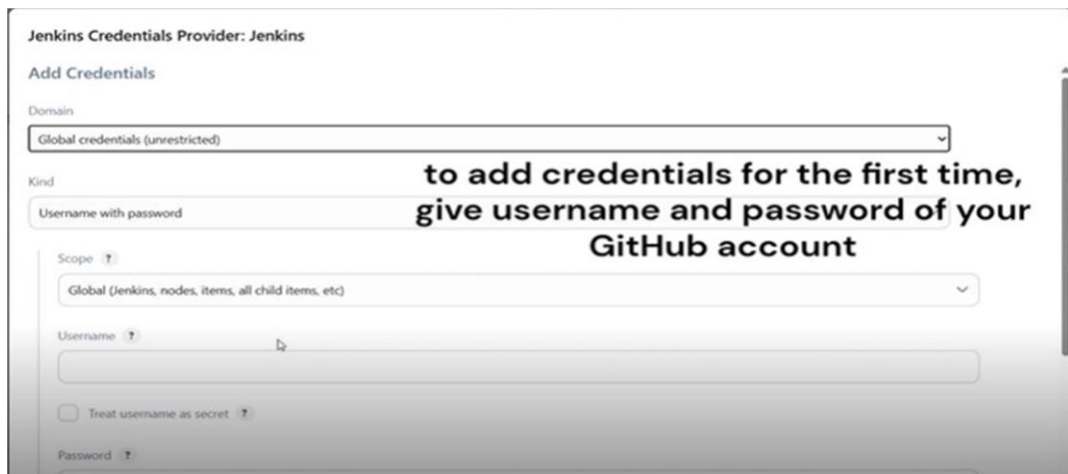 Jenkins Credentials Provider: Jenkins
Add Credentials
Domain
Global credentials (unrestricted)
to add credentials for the first time,
Kind
Username with password
give username and password of your
GitHub account
Scope ?
Global (Jenkins, nodes, items, all child items, etc)
Username ?
Treat username as secret ?
Password ?